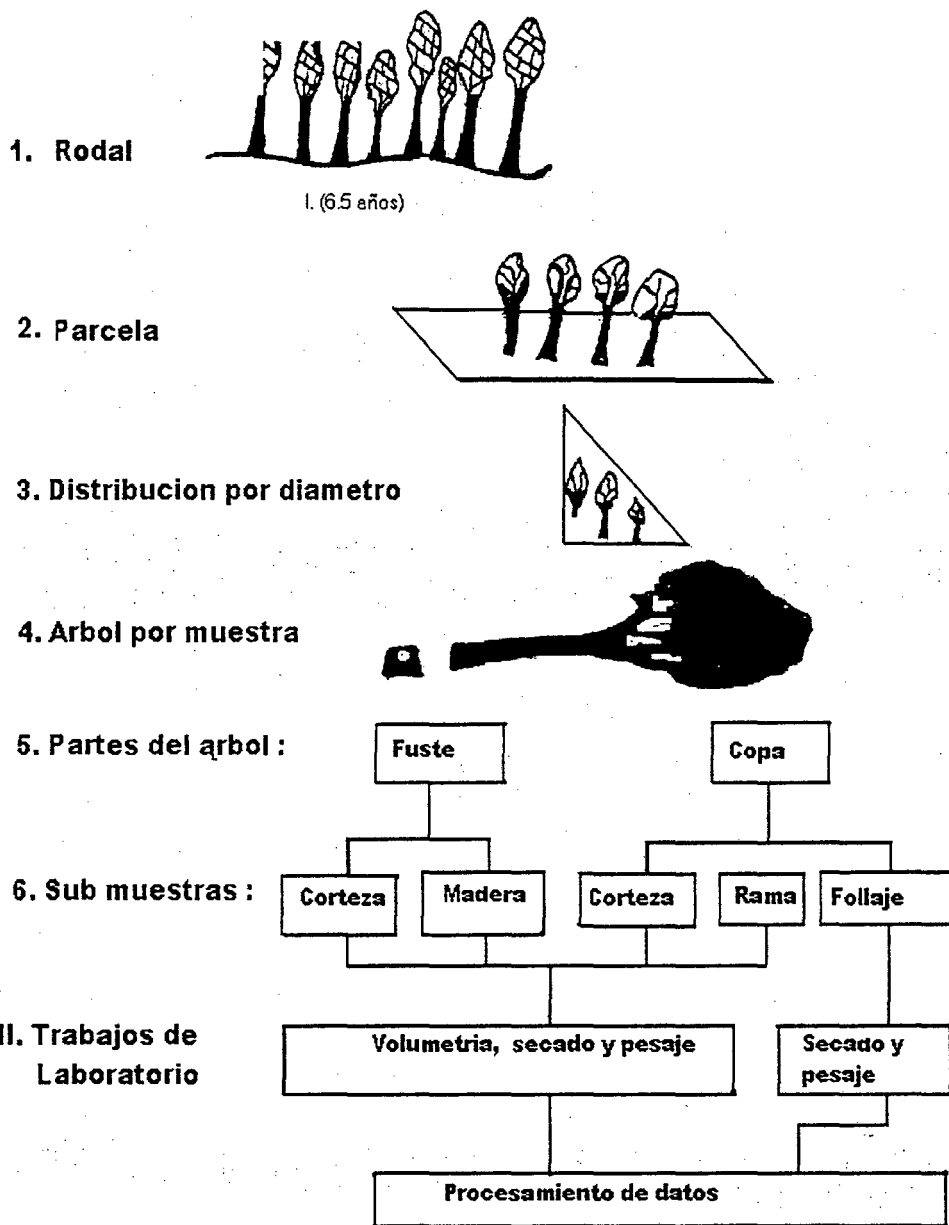 1. Rodal
I. (6.5 años)
2. Parcela
3. Distribucion por diametro
4. Arbol por muestra
5. Partes del arbol :
Fuste
Copa
6. Sub muestras :
Corteza
Madera
Corteza
Rama
Follaje
II. Trabajos de
Laboratorio
Volumetria, secado y pesaje
Secado y
pesaje
Procesamiento de datos